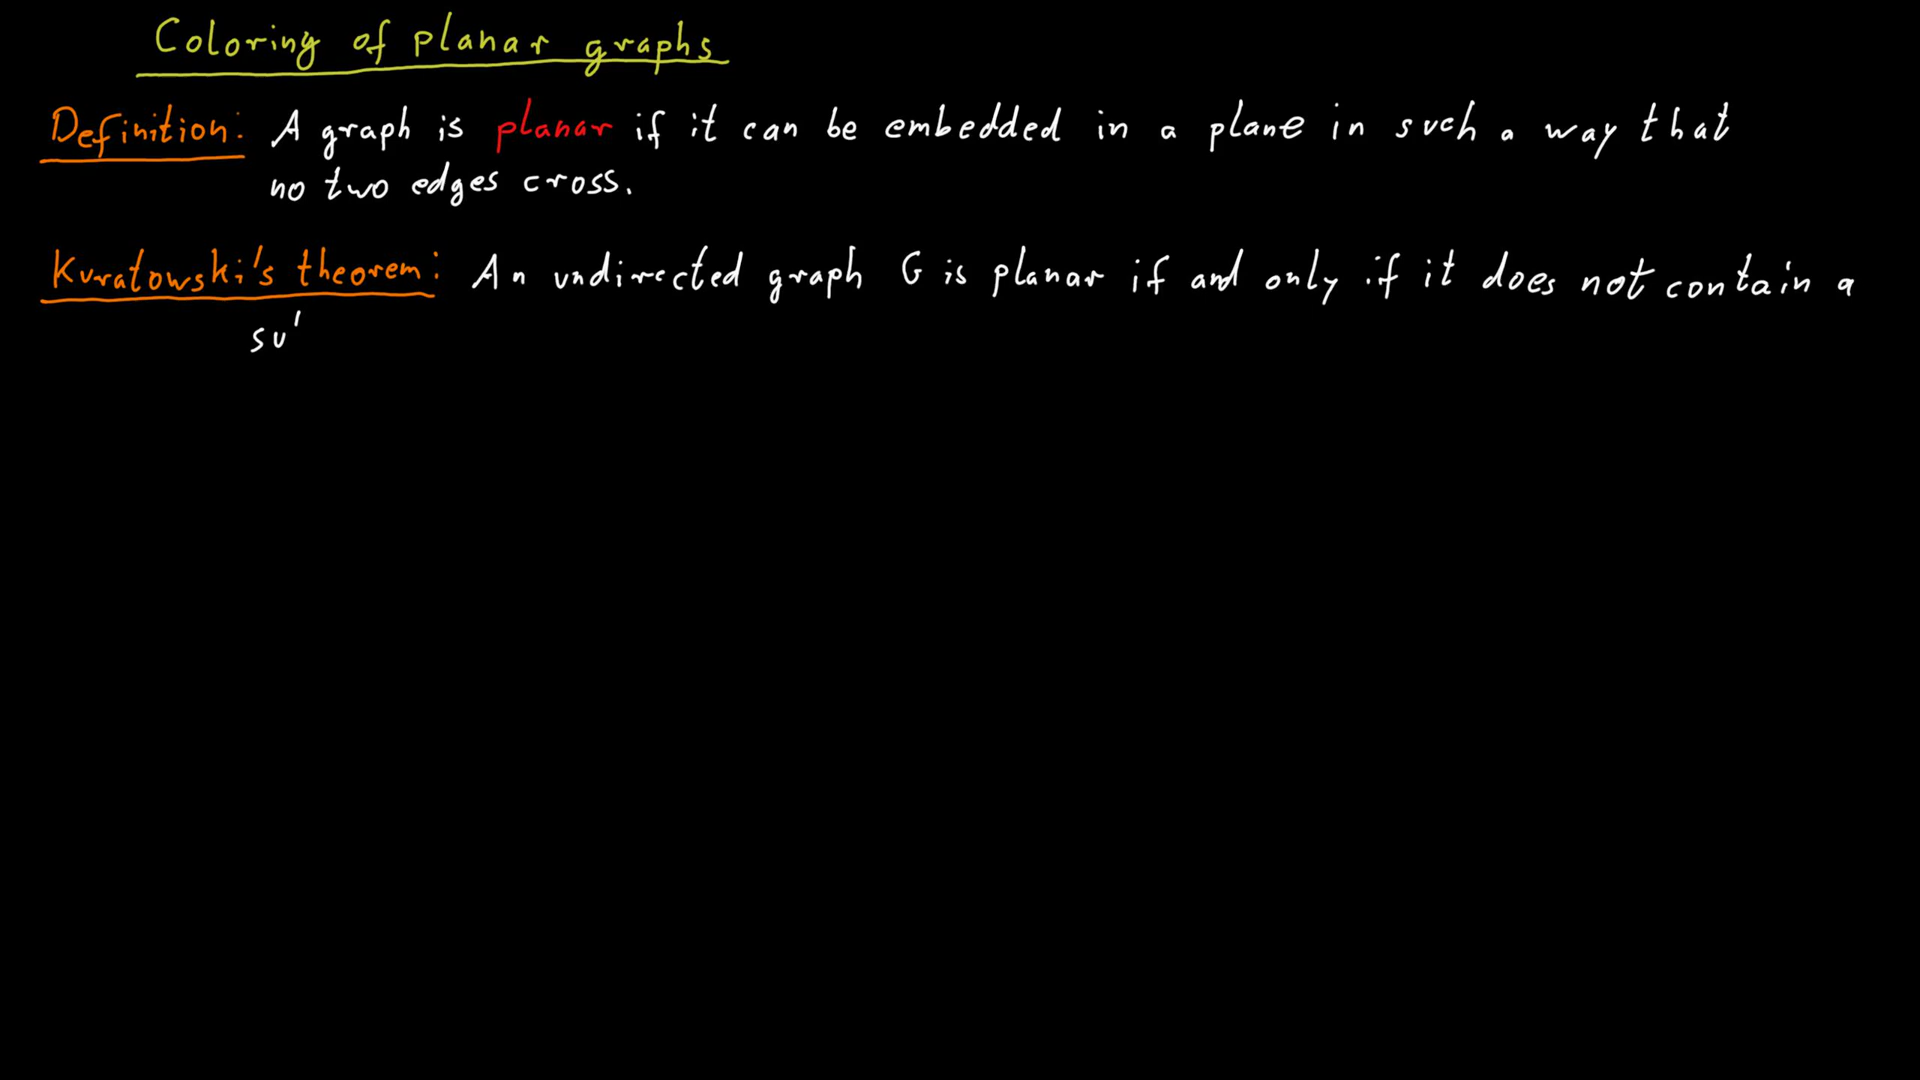 Coloring of planar graphs
Definition: A graph is planar if it can be embedded in a plane in such a way that
no two edges cross.
Kuratowski's theorem: An undirected graph G is planar if and only if it does not contain a
su'